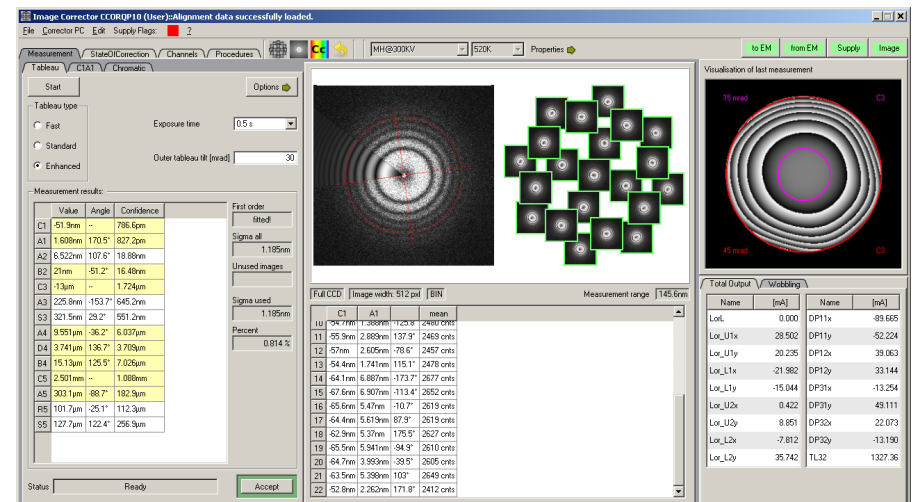 Image Corrector CCORQP10 (User)::Alignment data successfully loaded.
File Corrector PC Edit Supply Flags: ?
Measurement StateOfCorrection Channels Procedures Cc MH@300KV 520K Properties to EM from EM Supply Image
Tableau C1A1 Chromatic
Start Options
Tableau type
Fast Exposure time 0.5 s
Standard
Outer tableau tilt [mrad] 30
Enhanced
Measurement results:
Value Angle Confidence
C1 -51.9nm -- 786.6pm
A1 1.608nm 170.5° 827.2pm
A2 6.522nm 107.6° 18.88nm
B2 21nm -51.2° 16.48nm
C3 -13µm -- 1.724µm
A3 225.8nm -153.7° 645.2nm
S3 321.5nm 29.2° 551.2nm
A4 9.551µm -36.2° 6.037µm
D4 3.741µm 136.7° 3.709µm
B4 15.13µm 125.5° 7.026µm
C5 2.501mm -- 1.088mm
A5 303.1µm -88.7° 182.9µm
R5 101.7µm -25.1° 112.3µm
S5 127.7µm 122.4° 256.9µm
First order
fitted!
Sigma all
1.185nm
Unused images
Sigma used
1.185nm
Percent
0.814 %
Status Ready Accept
Full CCD Image width: 512 pxl BIN Measurement range 145.6nm
C1 A1 mean
10 -54.7nm 1.388nm -125.8° 2480 cnts
11 -55.9nm 2.889nm 137.9° 2469 cnts
12 -57nm 2.605nm -78.6° 2457 cnts
13 -54.4nm 1.741nm 115.1° 2478 cnts
14 -64.1nm 6.887nm -173.7° 2677 cnts
15 -67.6nm 6.907nm -113.4° 2652 cnts
16 -65.6nm 5.47nm -10.7° 2619 cnts
17 -64.4nm 5.619nm 87.9° 2619 cnts
18 -62.9nm 5.37nm 175.5° 2627 cnts
19 -65.5nm 5.941nm -94.9° 2610 cnts
20 -64.7nm 3.993nm -39.5° 2605 cnts
21 -63.5nm 5.398nm 103° 2649 cnts
22 -52.8nm 2.262nm 171.8° 2412 cnts
Visualisation of last measurement
15 mrad C3
45 mrad C3
Total Output Wobbling
Name [mA] Name [mA]
LorL 0.000 DP11x -89.665
Lor_U1x 28.502 DP11y -52.224
Lor_U1y 20.235 DP12x 39.063
Lor_L1x -21.982 DP12y 33.144
Lor_L1y -15.044 DP31x -13.254
Lor_U2x 0.422 DP31y 49.111
Lor_U2y 8.851 DP32x 22.073
Lor_L2x -7.812 DP32y -13.190
Lor_L2y 35.742 TL32 1327.36